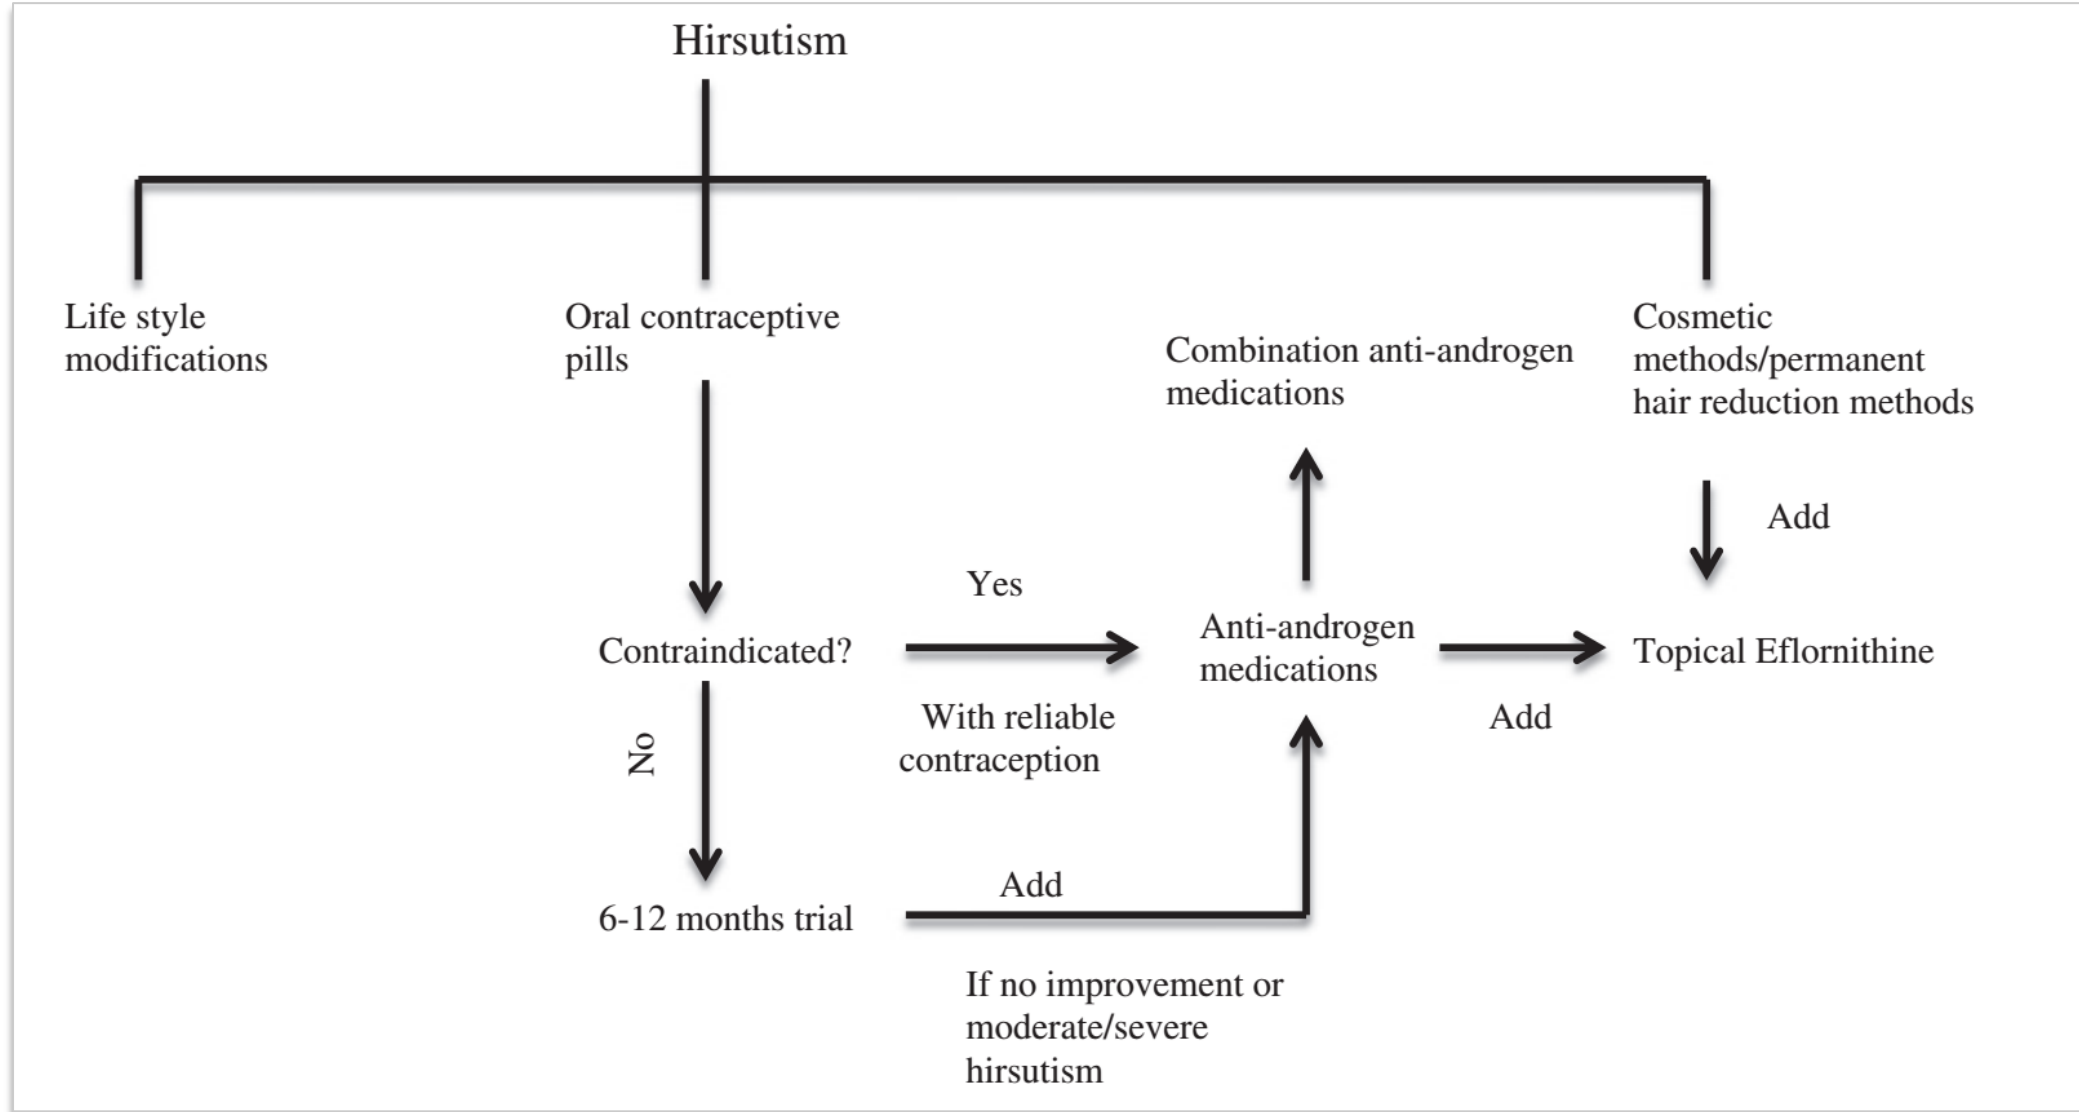 Hirsutism
Life style
modifications
Oral contraceptive
pills
Combination anti-androgen
medications
Cosmetic
methods/permanent
hair reduction methods
Add
Yes
Contraindicated?
With reliable
contraception
Anti-androgen
medications
Add
Topical Eflornithine
No
6-12 months trial
Add
If no improvement or
moderate/severe
hirsutism